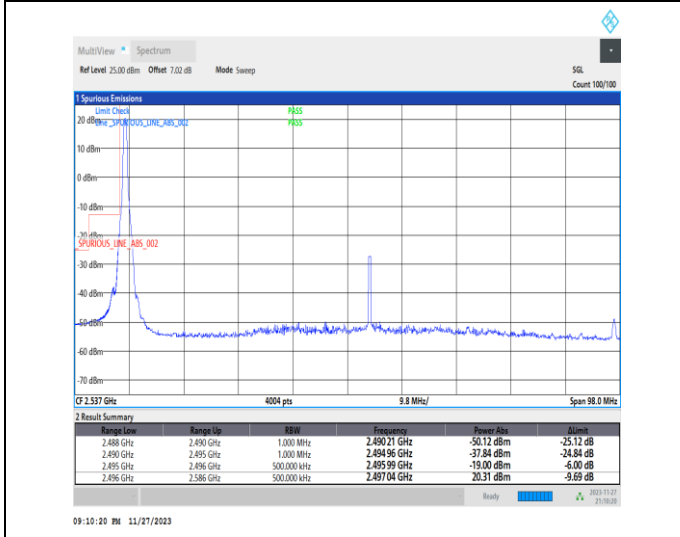 MultiView Spectrum
Ref Level 25.00 dBm Offset 7.02 dB Mode Sweep SGL
Count 100/100
1 Spurious Emissions
Limit Check PASS
Line _SPURIOUS_LINE_ABS_002 PASS
20 dBm
10 dBm
0 dBm
-10 dBm
-20 dBm
SPURIOUS_LINE_ABS_002
-30 dBm
-40 dBm
-50 dBm
-60 dBm
-70 dBm
CF 2.537 GHz 4004 pts 9.8 MHz/ Span 98.0 MHz
2 Result Summary
Range Low Range Up RBW Frequency Power Abs ΔLimit
2.488 GHz 2.490 GHz 1.000 MHz 2.490 21 GHz -50.12 dBm -25.12 dB
2.490 GHz 2.495 GHz 1.000 MHz 2.494 96 GHz -37.84 dBm -24.84 dB
2.495 GHz 2.496 GHz 500.000 kHz 2.495 99 GHz -19.00 dBm -6.00 dB
2.496 GHz 2.586 GHz 500.000 kHz 2.497 04 GHz 20.31 dBm -9.69 dB
Ready 2023-11-27
21:10:20
09:10:20 PM 11/27/2023